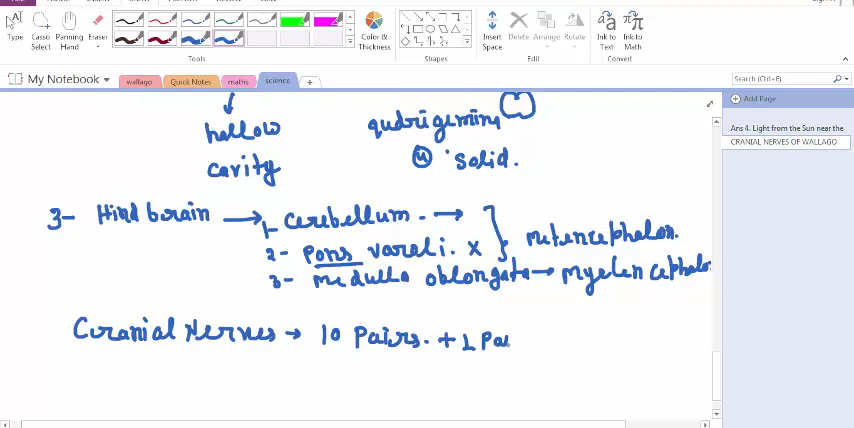 Type
Lasso Select
Panning Hand
Eraser
Color & Thickness
Insert Space
Delete
Arrange
Rotate
Ink to Text
Ink to Math
Tools
Shapes
Edit
Convert
My Notebook
wallago
Quick Notes
maths
science
Search (Ctrl+E)
Add Page
Ans 4. Light from the Sun near the
CRANIAL NERVES OF WALLAGO
hollow
cavity
qudrigemina
4 solid.
3- Hind brain → 1- cerebellum. →
2- pons varoli. x
metencephalon.
3- medulla oblongata → myelencephalo
Cranial Nerves → 10 Pairs. + 1 Pai